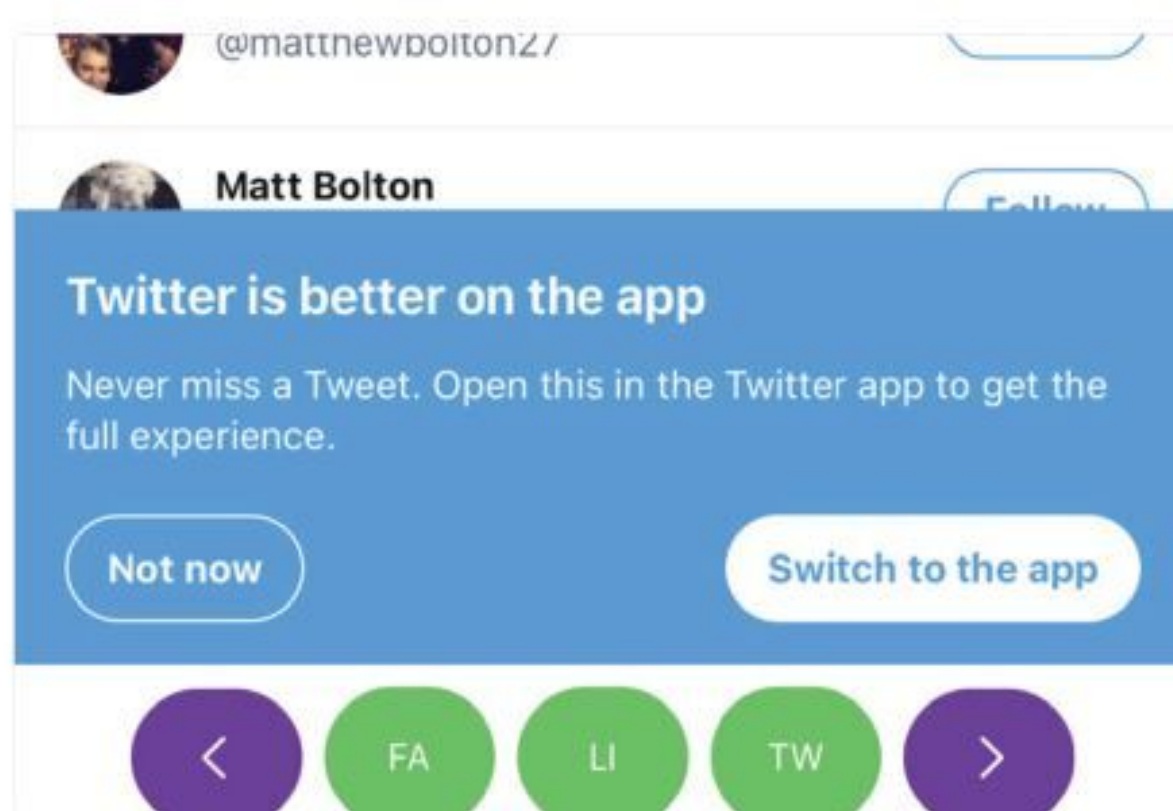 @matthewbolton27
Matt Bolton
Follow
Twitter is better on the app
Never miss a Tweet. Open this in the Twitter app to get the
full experience.
Not now
Switch to the app
FA
LI
TW